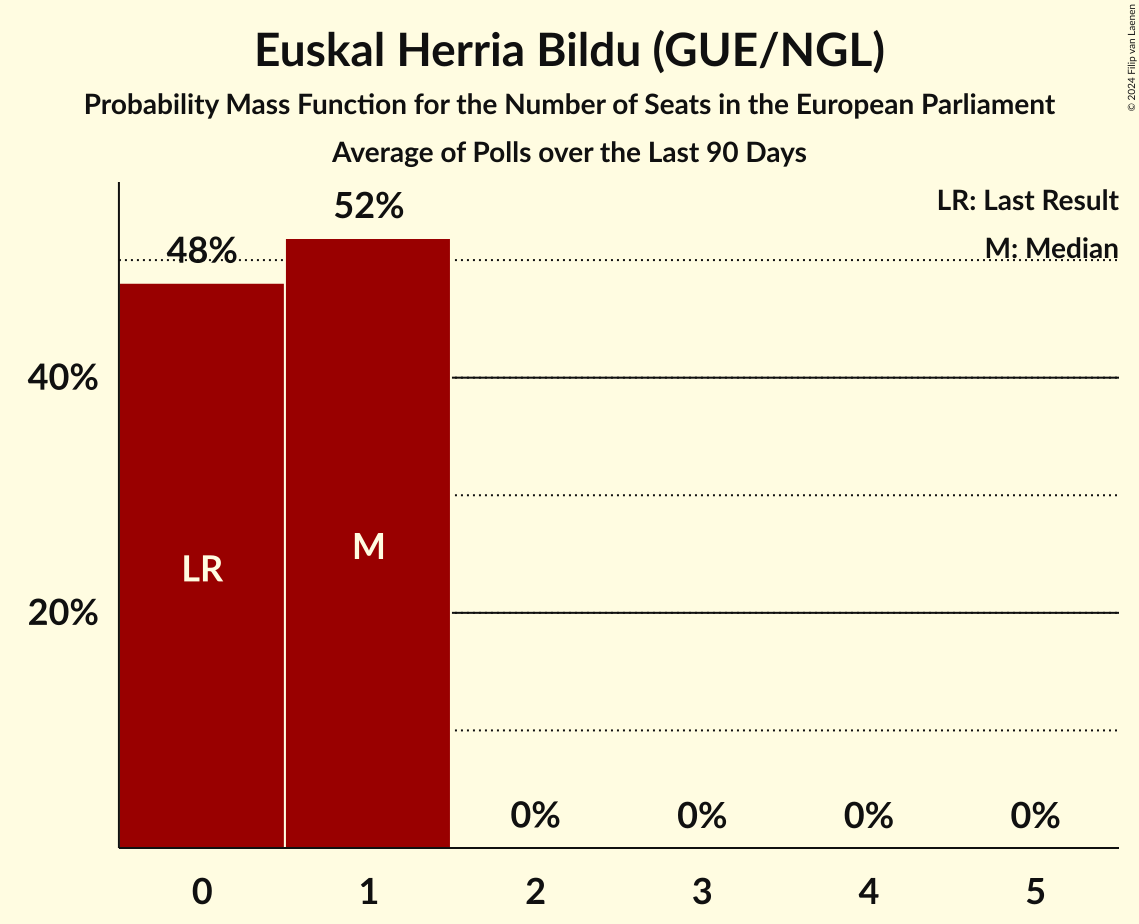 Euskal Herria Bildu (GUE/NGL)
Probability Mass Function for the Number of Seats in the European Parliament
Average of Polls over the Last 90 Days
© 2024 Filip van Laenen
LR: Last Result
M: Median
52%
48%
40%
20%
LR
M
0%
0%
0%
0%
0
1
2
3
4
5